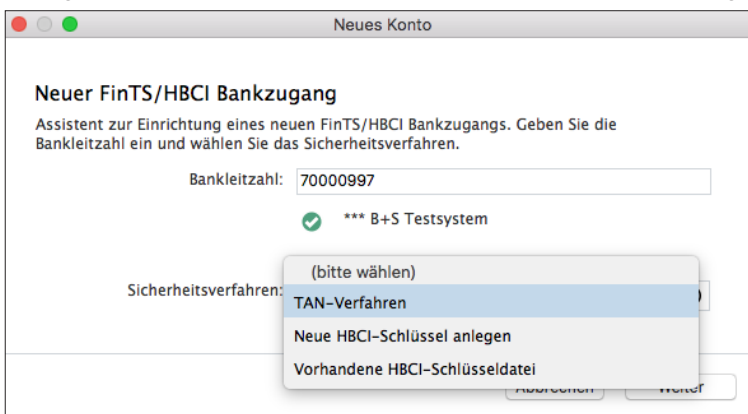 Neues Konto
Neuer FinTS/HBCI Bankzugang
Assistent zur Einrichtung eines neuen FinTS/HBCI Bankzugangs. Geben Sie die
Bankleitzahl ein und wählen Sie das Sicherheitsverfahren.
Bankleitzahl: 70000997
*** B+S Testsystem
(bitte wählen)
Sicherheitsverfahren:
TAN-Verfahren
Neue HBCI-Schlüssel anlegen
Vorhandene HBCI-Schlüsseldatei
Abbrechen Weiter